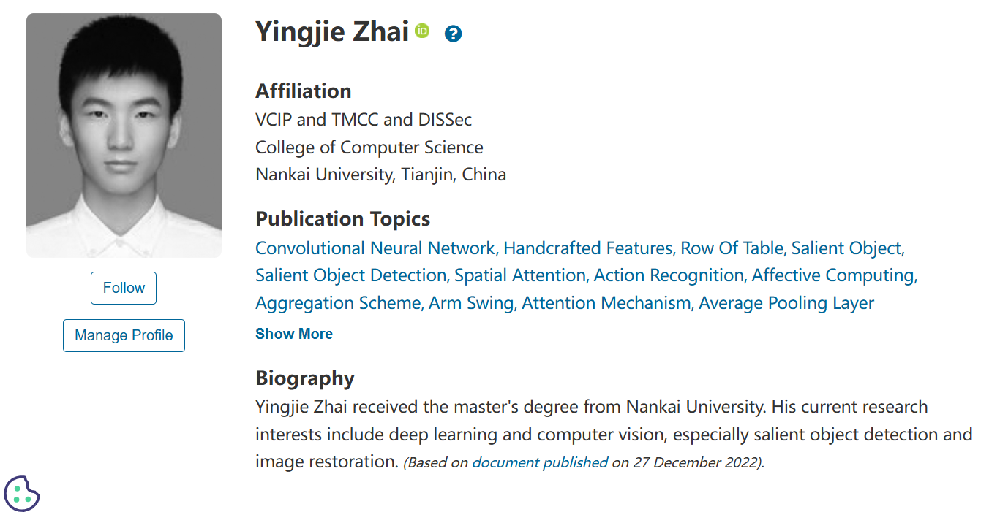 Yingjie Zhai iD ?
Affiliation
VCIP and TMCC and DISSec
College of Computer Science
Nankai University, Tianjin, China
Publication Topics
Convolutional Neural Network, Handcrafted Features, Row Of Table, Salient Object,
Salient Object Detection, Spatial Attention, Action Recognition, Affective Computing,
Aggregation Scheme, Arm Swing, Attention Mechanism, Average Pooling Layer
Show More
Biography
Yingjie Zhai received the master's degree from Nankai University. His current research
interests include deep learning and computer vision, especially salient object detection and
image restoration. (Based on document published on 27 December 2022).
Follow
Manage Profile